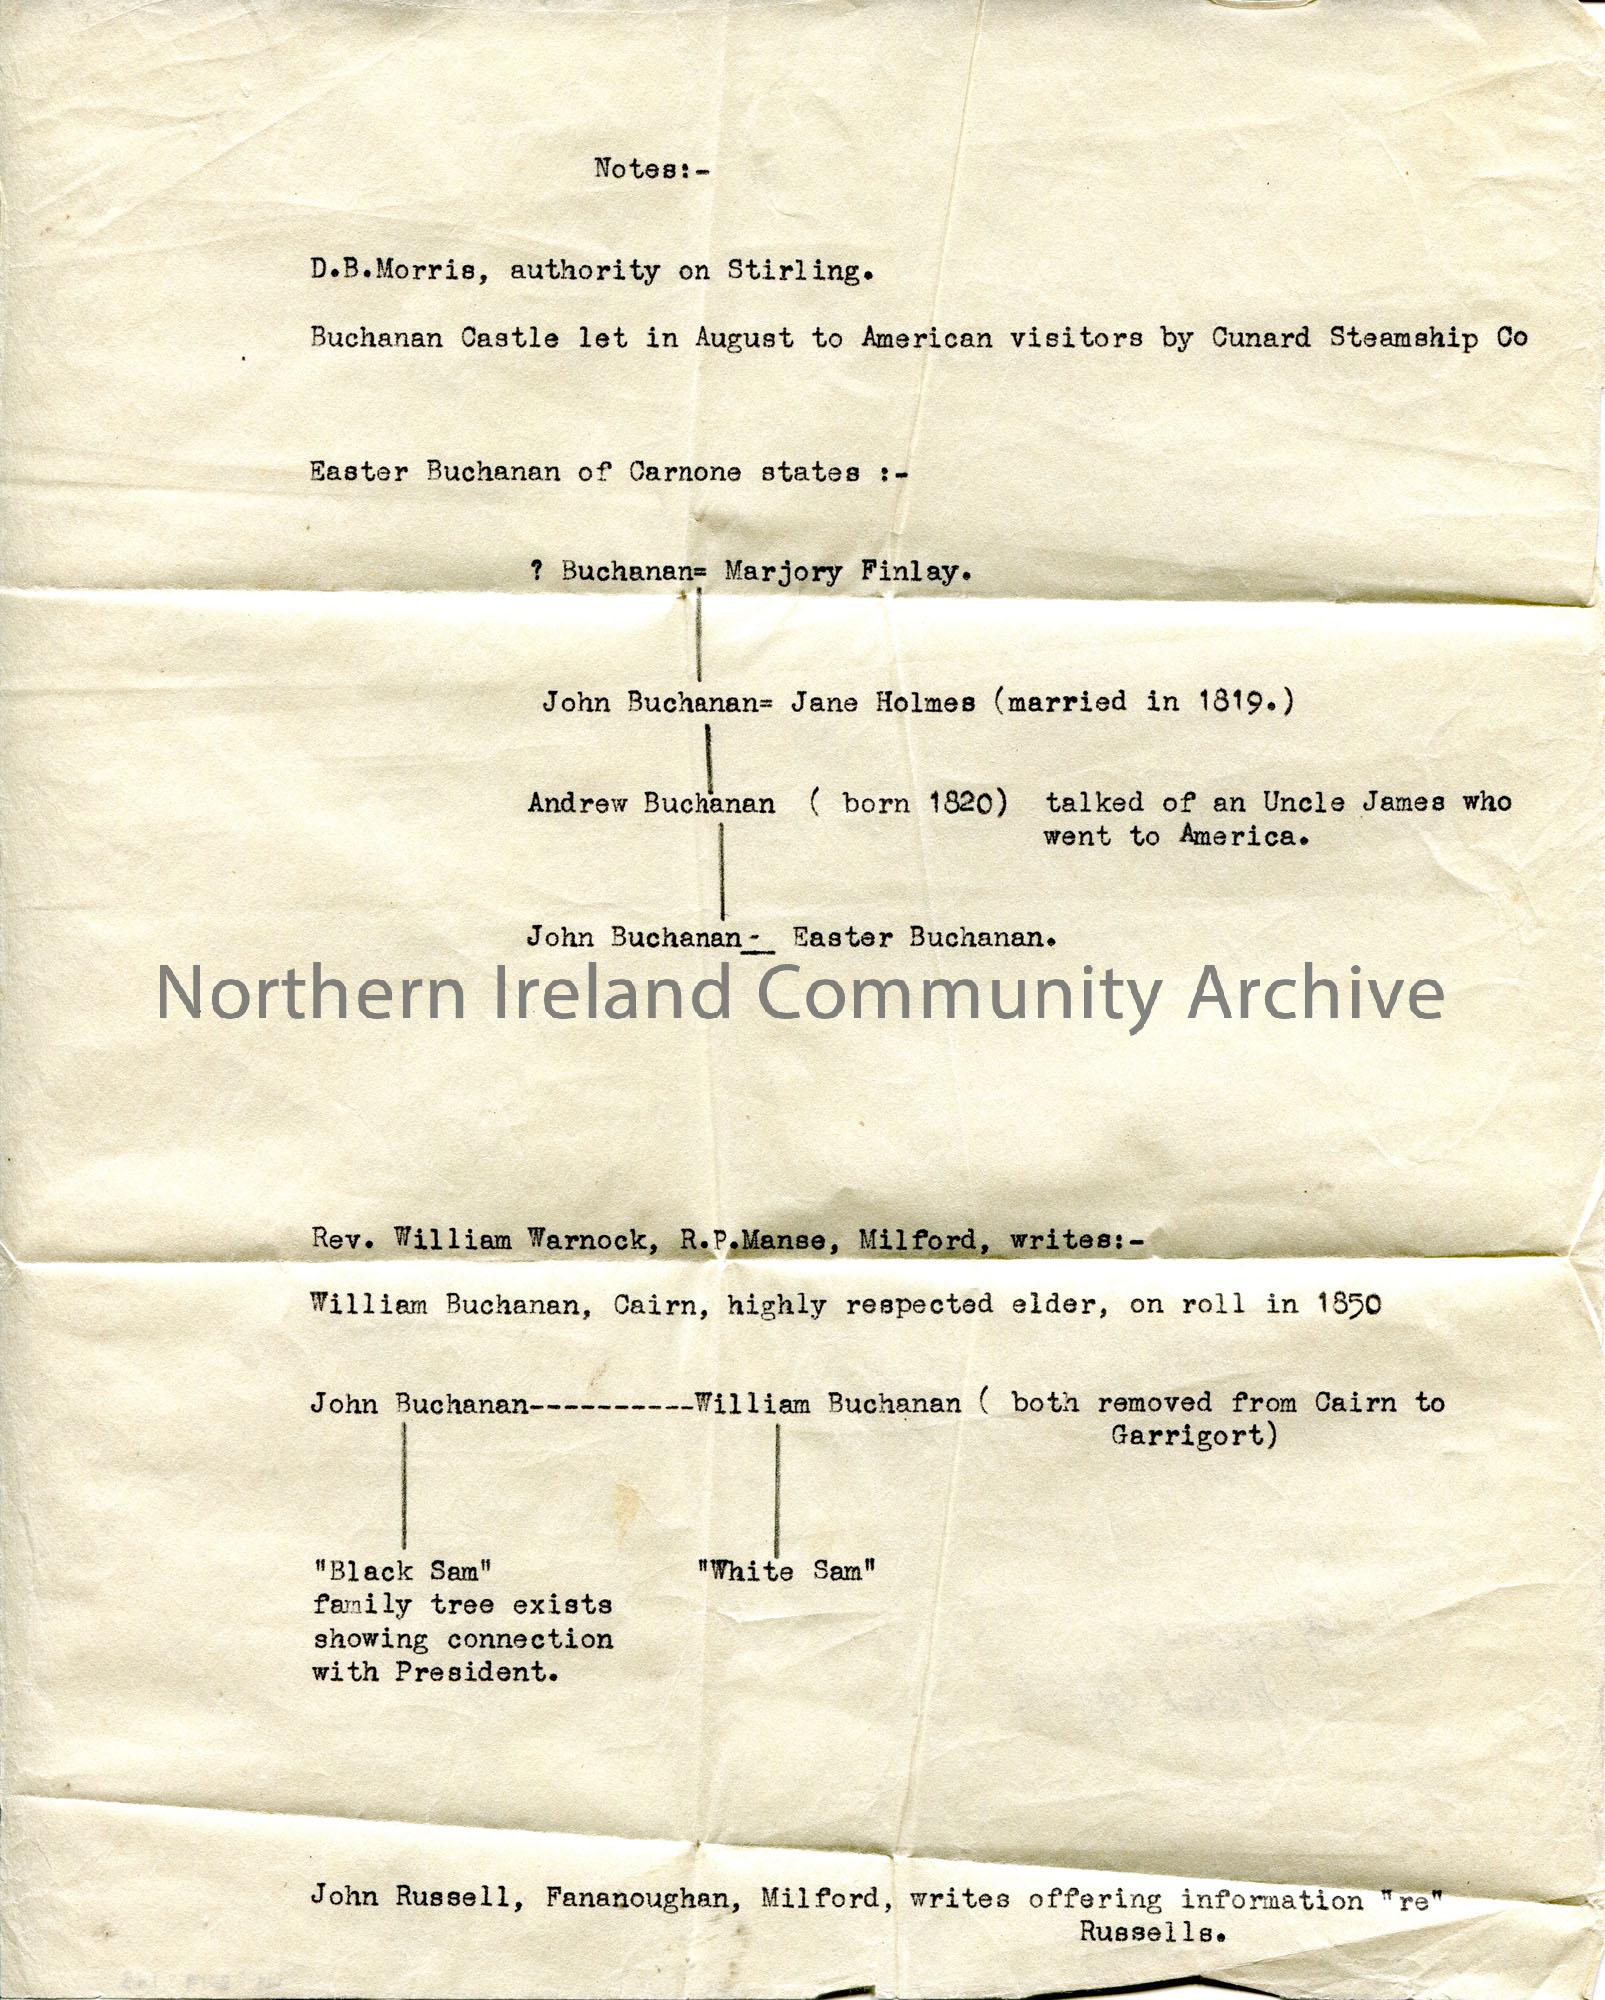 Notes:-
D.B.Morris, authority on Stirling.
Buchanan Castle let in August to American visitors by Cunard Steamship Co
Easter Buchanan of Carnone states :-
? Buchanan= Marjory Finlay.
John Buchanan= Jane Holmes (married in 1819.)
Andrew Buchanan ( born 1820) talked of an Uncle James who
went to America.
John Buchanan- Easter Buchanan.
Northern Ireland Community Archive
Rev. William Warnock, R.P.Manse, Milford, writes:-
William Buchanan, Cairn, highly respected elder, on roll in 1850
John Buchanan----------William Buchanan ( both removed from Cairn to
Garrigort)
"Black Sam" "White Sam"
family tree exists
showing connection
with President.
John Russell, Fananoughan, Milford, writes offering information "re"
Russells.